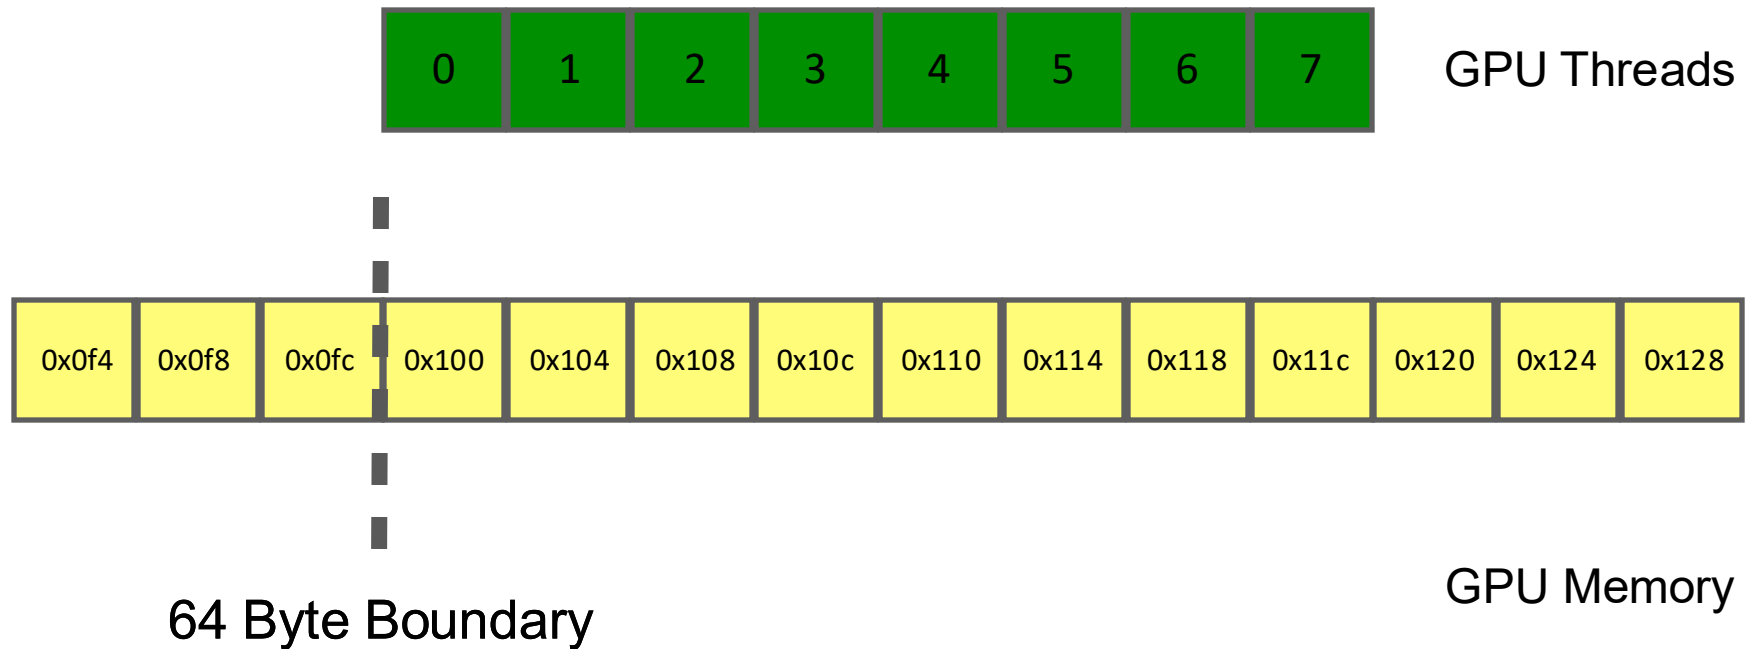 0 1 2 3 4 5 6 7 GPU Threads
0x0f4 0x0f8 0x0fc 0x100 0x104 0x108 0x10c 0x110 0x114 0x118 0x11c 0x120 0x124 0x128
GPU Memory
64 Byte Boundary